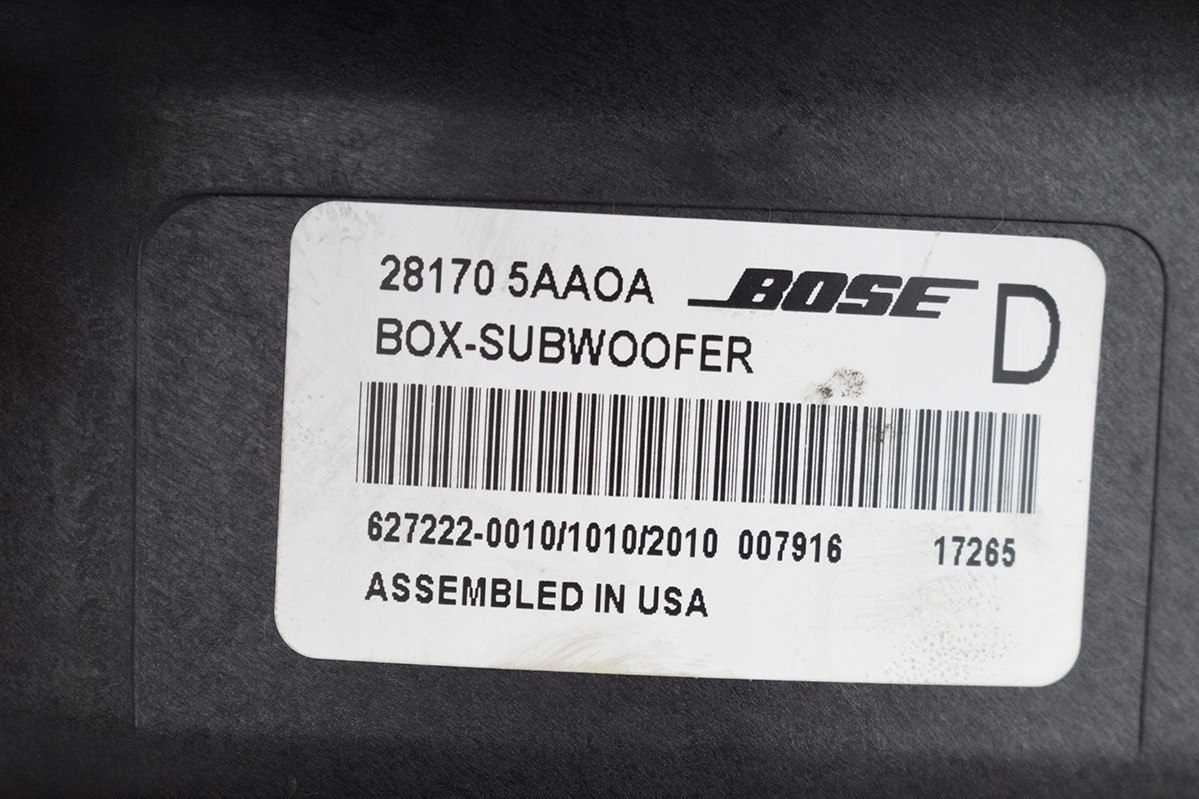 28170 5AA0A BOSE D
BOX-SUBWOOFER
627222-0010/1010/2010 007916 17265
ASSEMBLED IN USA